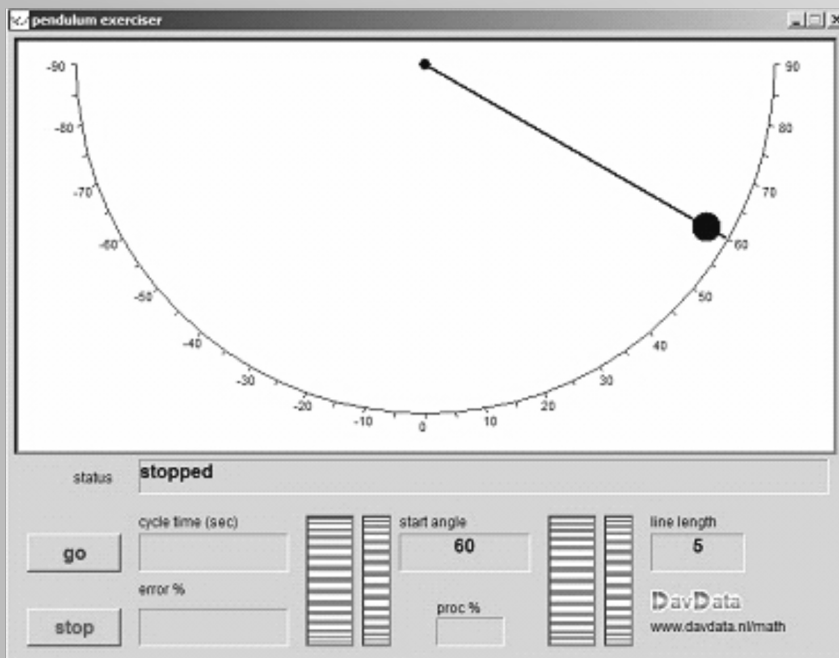 pendulum exerciser
-90 90
-80 80
-70 70
-60 60
-50 50
-40 40
-30 30
-20 20
-10 0 10
status stopped
cycle time (sec) start angle line length
go 60 5
error %
proc %
DavData
stop www.davdata.nl/math